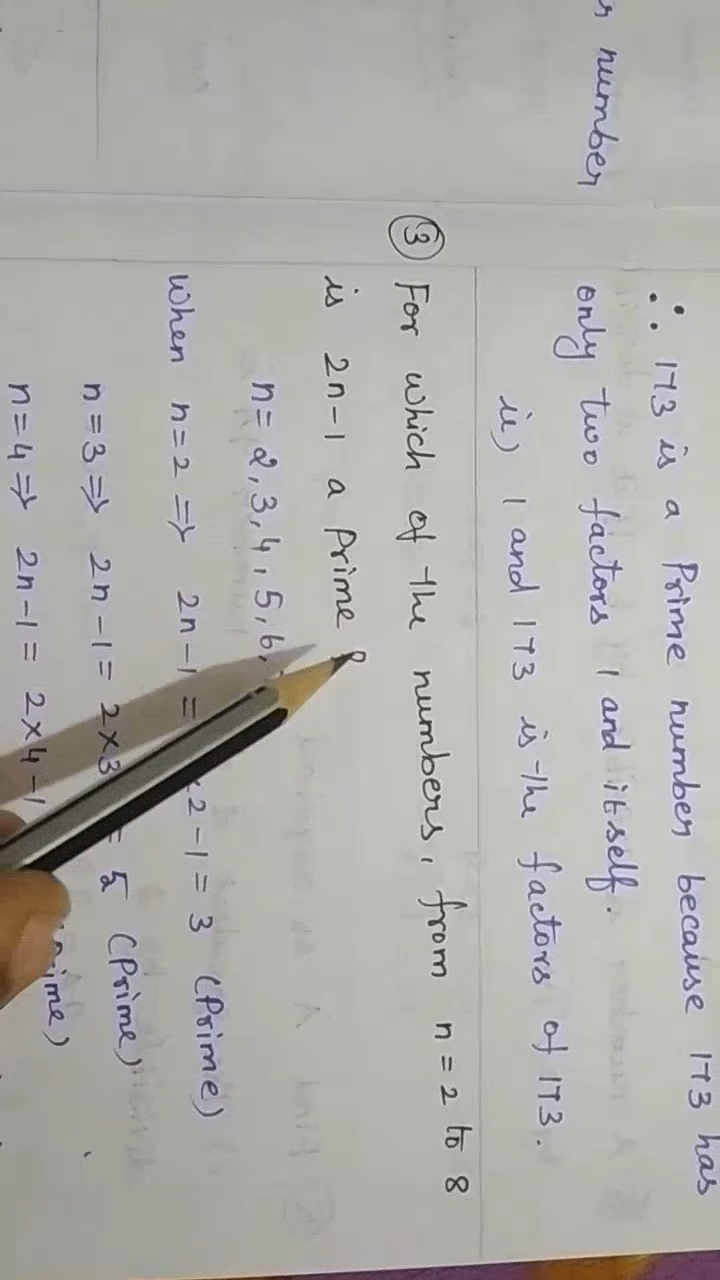 r number
∴ 173 is a Prime number because 173 has
only two factors 1 and itself.
ie) 1 and 173 is the factors of 173.
③ For which of the numbers, from n = 2 to 8
is 2n-1 a Prime?
n = 2, 3, 4, 5, 6,
When n=2 ⇒ 2n-1 = ×2-1 = 3 (Prime)
n=3 ⇒ 2n-1 = 2×3 = 5 (Prime)
n=4 ⇒ 2n-1 = 2×4-1